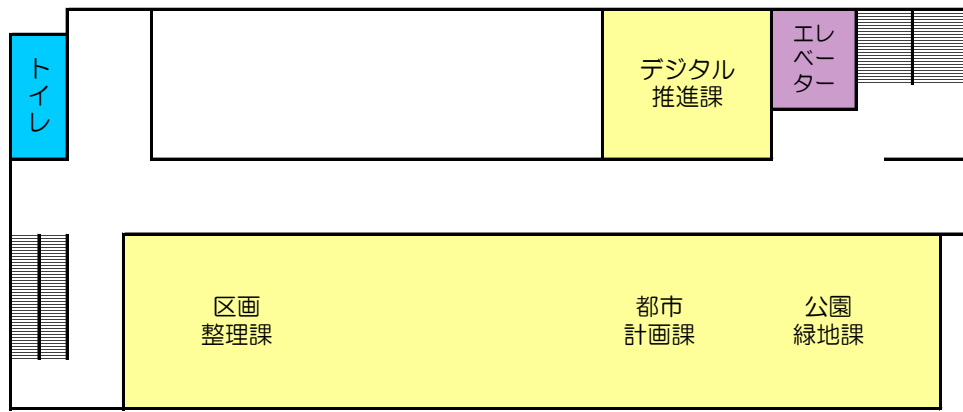 トイレ
デジタル
推進課
エレ
ベー
ター
区画
整理課
都市
計画課
公園
緑地課